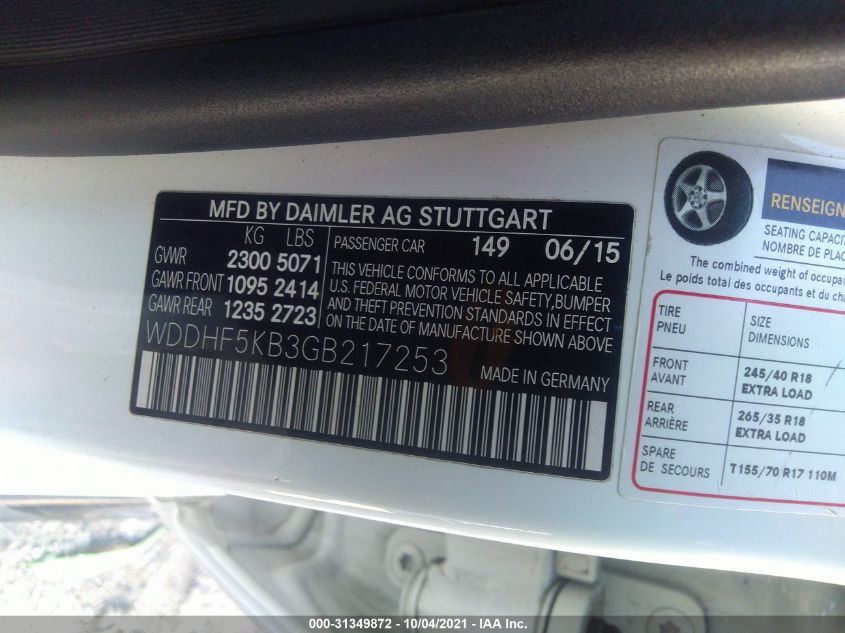 MFD BY DAIMLER AG STUTTGART
KG LBS
GVWR 2300 5071
GAWR FRONT 1095 2414
GAWR REAR 1235 2723
PASSENGER CAR 149 06/15
THIS VEHICLE CONFORMS TO ALL APPLICABLE
U.S. FEDERAL MOTOR VEHICLE SAFETY,BUMPER
AND THEFT PREVENTION STANDARDS IN EFFECT
ON THE DATE OF MANUFACTURE SHOWN ABOVE
WDDHF5KB3GB217253
MADE IN GERMANY
RENSEIGN
SEATING CAPACI
NOMBRE DE PLAC
The combined weight of occupa
Le poids total des occupants et du cha
TIRE
PNEU
SIZE
DIMENSIONS
FRONT
AVANT
245/40 R18
EXTRA LOAD
REAR
ARRIÈRE
265/35 R18
EXTRA LOAD
SPARE
DE SECOURS
T155/70 R17 110M
000-31349872 - 10/04/2021 - IAA Inc.